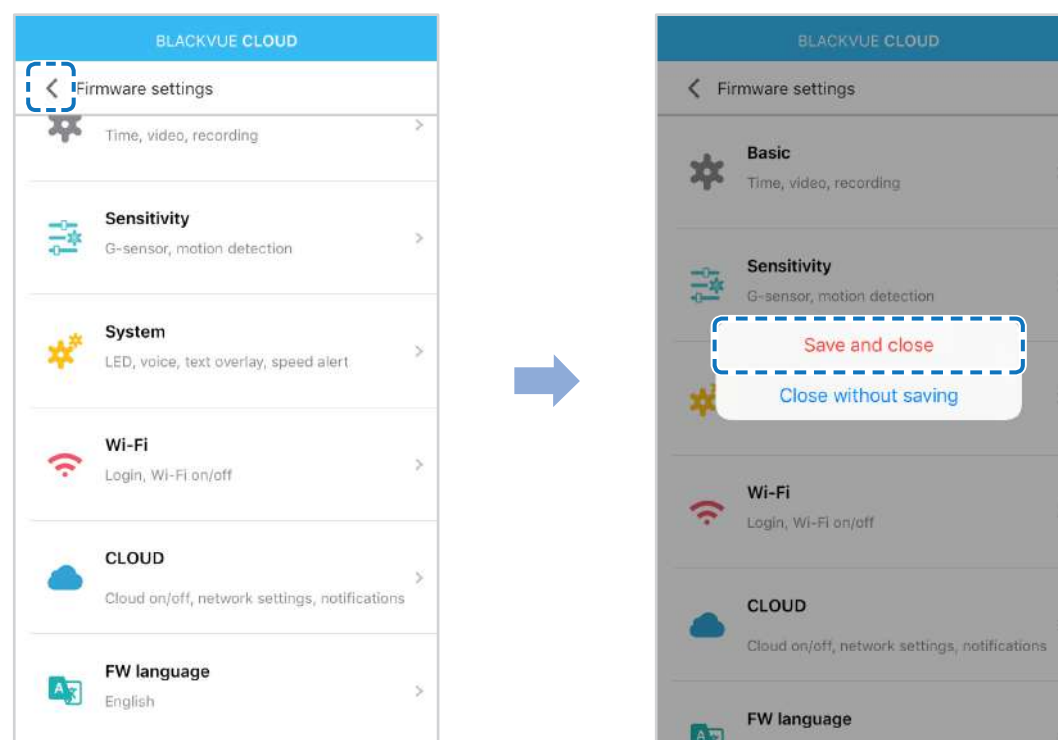 BLACKVUE CLOUD
Firmware settings
Time, video, recording
Sensitivity
G-sensor, motion detection
System
LED, voice, text overlay, speed alert
Wi-Fi
Login, Wi-Fi on/off
CLOUD
Cloud on/off, network settings, notifications
FW language
English
BLACKVUE CLOUD
Firmware settings
Basic
Time, video, recording
Sensitivity
G-sensor, motion detection
Save and close
Close without saving
Wi-Fi
Login, Wi-Fi on/off
CLOUD
Cloud on/off, network settings, notifications
FW language